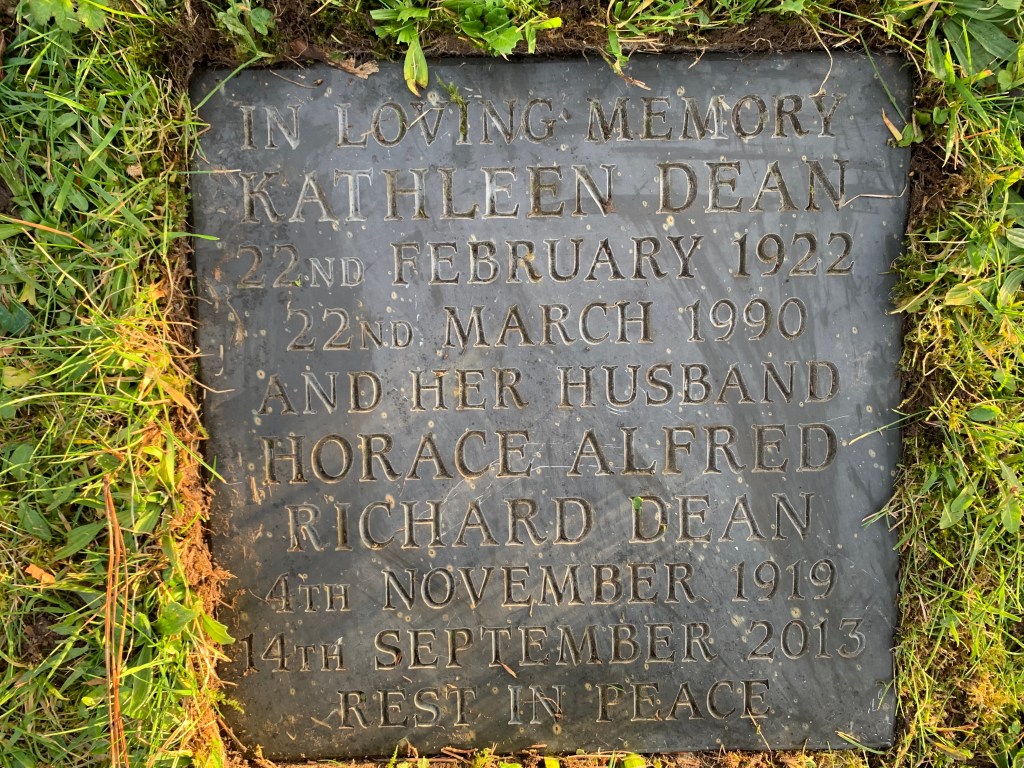 IN LOVING MEMORY
KATHLEEN DEAN
22ND FEBRUARY 1922
22ND MARCH 1990
AND HER HUSBAND
HORACE ALFRED
RICHARD DEAN
4TH NOVEMBER 1919
14TH SEPTEMBER 2013
REST IN PEACE